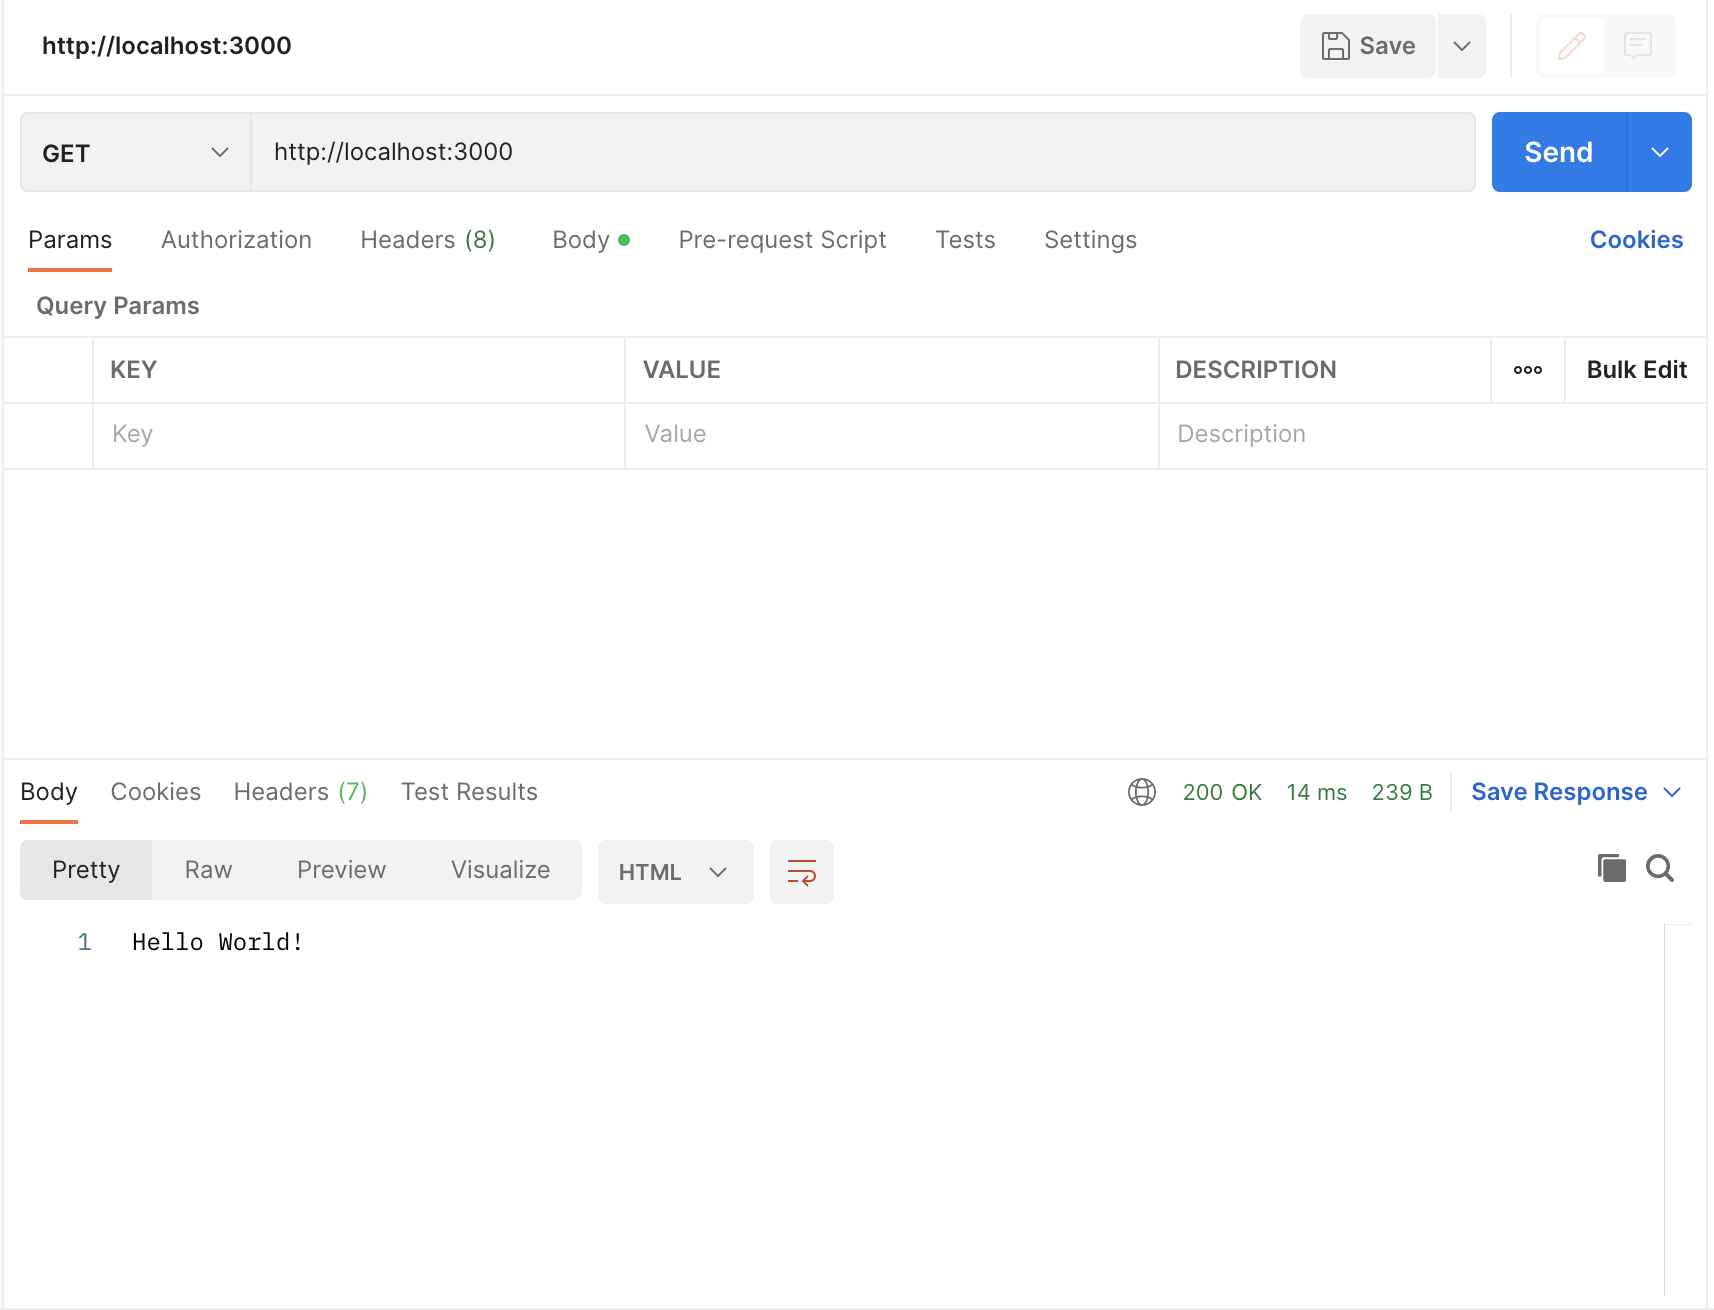 http://localhost:3000 Save
GET http://localhost:3000 Send
Params Authorization Headers (8) Body Pre-request Script Tests Settings Cookies
Query Params
KEY VALUE DESCRIPTION Bulk Edit
Key Value Description
Body Cookies Headers (7) Test Results 200 OK 14 ms 239 B Save Response
Pretty Raw Preview Visualize HTML
1 Hello World!